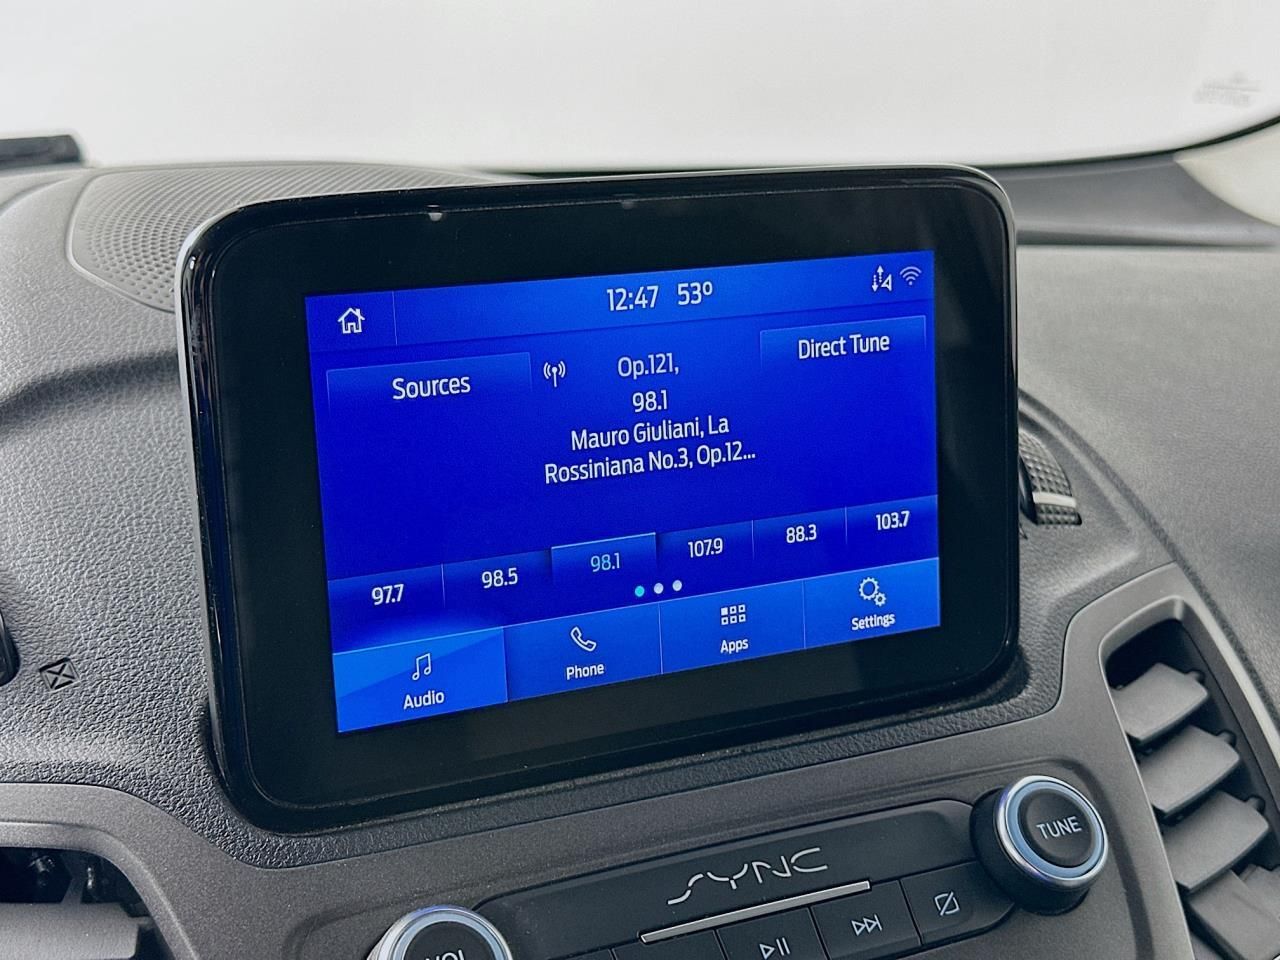 12:47 53°
Sources
Op.121,
Direct Tune
98.1
Mauro Giuliani, La
Rossiniana No.3, Op.12...
97.7
98.5
98.1
107.9
88.3
103.7
Audio
Phone
Apps
Settings
SYNC
TUNE
VOL